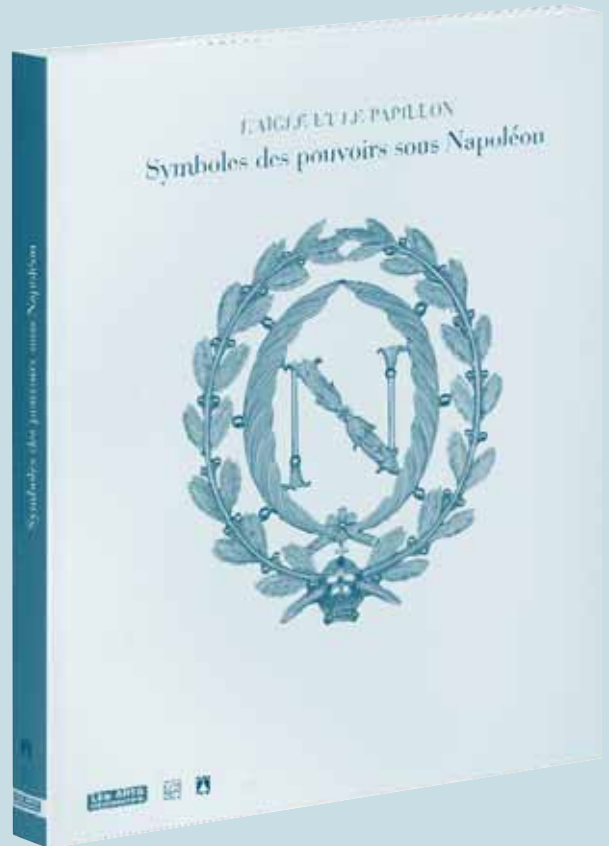 L'AIGLE ET LE PAPILLON
Symboles des pouvoirs sous Napoléon
N
Symboles des pouvoirs sous Napoléon
LES ARTS